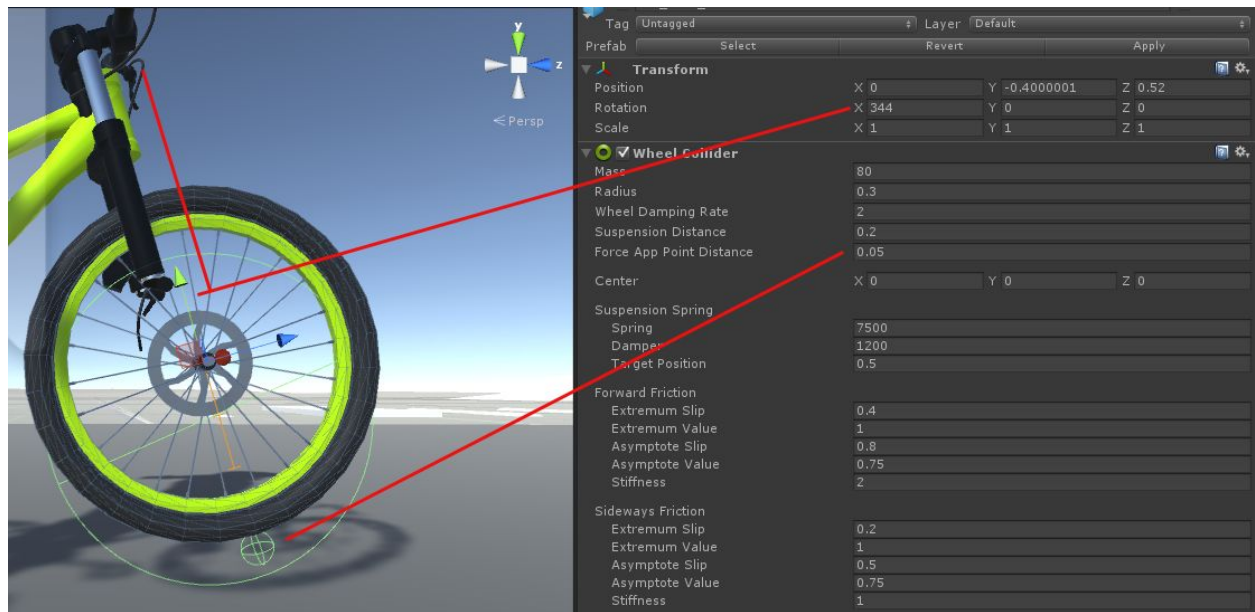 Tag Untagged Layer Default
Prefab Select Revert Apply
Transform
Position X 0 Y -0.4000001 Z 0.52
Rotation X 344 Y 0 Z 0
Scale X 1 Y 1 Z 1
Wheel Collider
Mass 80
Radius 0.3
Wheel Damping Rate 2
Suspension Distance 0.2
Force App Point Distance 0.05
Center X 0 Y 0 Z 0
Suspension Spring
Spring 7500
Damper 1200
Target Position 0.5
Forward Friction
Extremum Slip 0.4
Extremum Value 1
Asymptote Slip 0.8
Asymptote Value 0.75
Stiffness 2
Sideways Friction
Extremum Slip 0.2
Extremum Value 1
Asymptote Slip 0.5
Asymptote Value 0.75
Stiffness 1
y
z
Persp